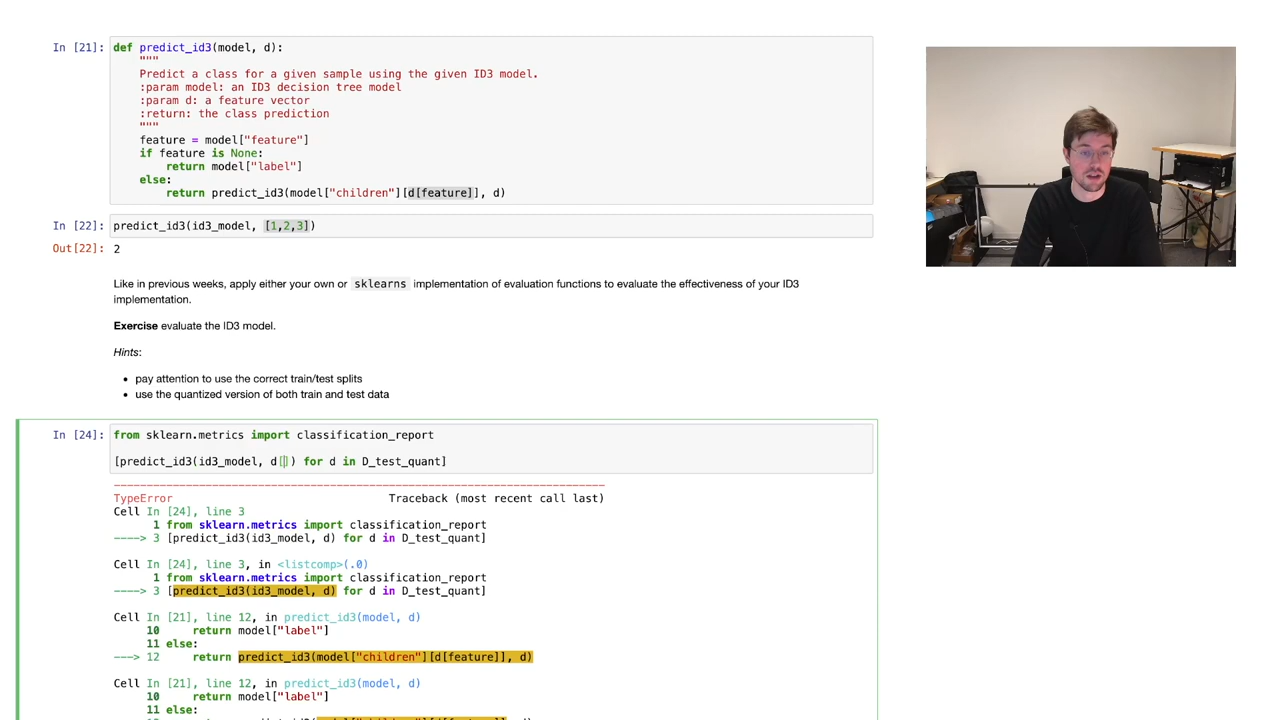 In [21]: def predict_id3(model, d):
"""
Predict a class for a given sample using the given ID3 model.
:param model: an ID3 decision tree model
:param d: a feature vector
:return: the class prediction
"""
feature = model["feature"]
if feature is None:
return model["label"]
else:
return predict_id3(model["children"][d[feature]], d)
In [22]: predict_id3(id3_model, [1,2,3])
Out[22]: 2
Like in previous weeks, apply either your own or sklearns implementation of evaluation functions to evaluate the effectiveness of your ID3
implementation.
Exercise evaluate the ID3 model.
Hints:
• pay attention to use the correct train/test splits
• use the quantized version of both train and test data
In [24]: from sklearn.metrics import classification_report
[predict_id3(id3_model, d[]) for d in D_test_quant]
TypeError Traceback (most recent call last)
Cell In [24], line 3
1 from sklearn.metrics import classification_report
----> 3 [predict_id3(id3_model, d) for d in D_test_quant]
Cell In [24], line 3, in <listcomp>(.0)
1 from sklearn.metrics import classification_report
----> 3 [predict_id3(id3_model, d) for d in D_test_quant]
Cell In [21], line 12, in predict_id3(model, d)
10 return model["label"]
11 else:
---> 12 return predict_id3(model["children"][d[feature]], d)
Cell In [21], line 12, in predict_id3(model, d)
10 return model["label"]
11 else: